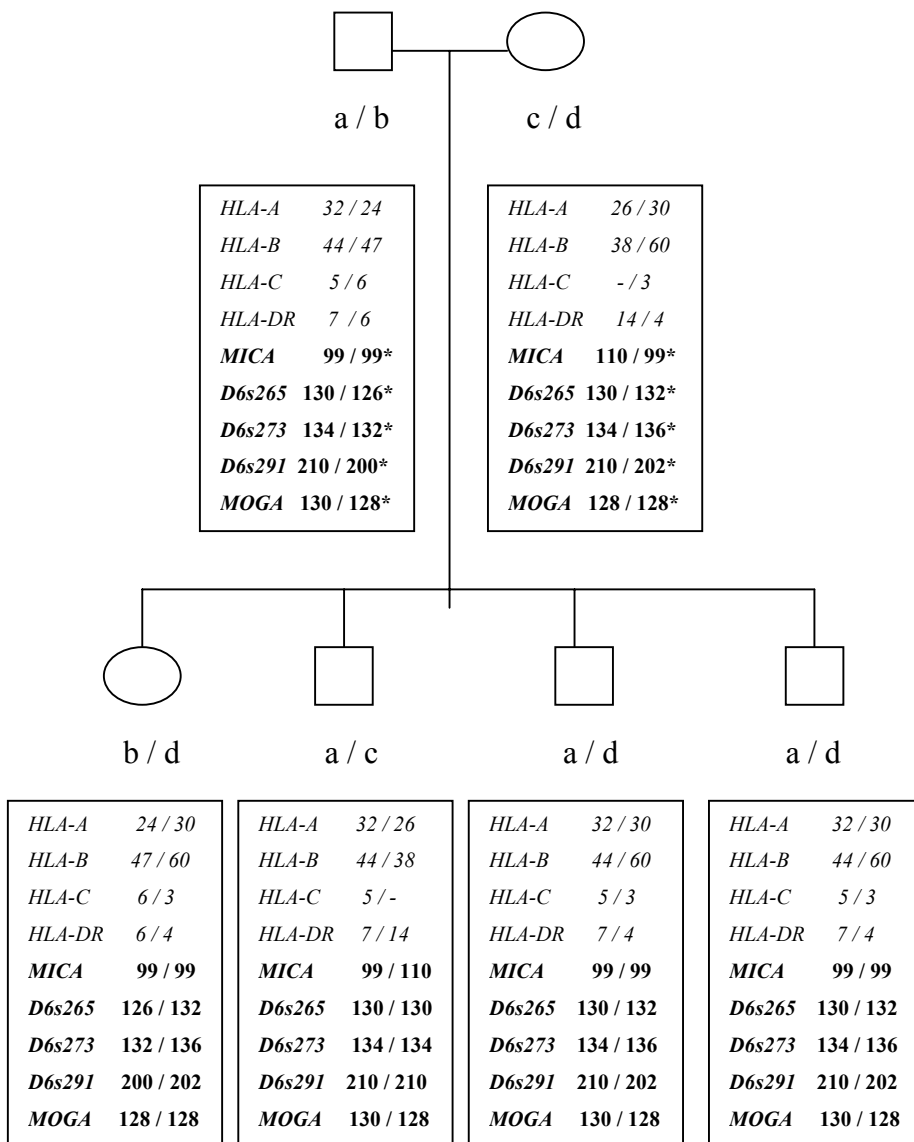 a / b
c / d
HLA-A 32 / 24
HLA-B 44 / 47
HLA-C 5 / 6
HLA-DR 7 / 6
MICA 99 / 99*
D6s265 130 / 126*
D6s273 134 / 132*
D6s291 210 / 200*
MOGA 130 / 128*
HLA-A 26 / 30
HLA-B 38 / 60
HLA-C - / 3
HLA-DR 14 / 4
MICA 110 / 99*
D6s265 130 / 132*
D6s273 134 / 136*
D6s291 210 / 202*
MOGA 128 / 128*
b / d
a / c
a / d
a / d
HLA-A 24 / 30
HLA-B 47 / 60
HLA-C 6 / 3
HLA-DR 6 / 4
MICA 99 / 99
D6s265 126 / 132
D6s273 132 / 136
D6s291 200 / 202
MOGA 128 / 128
HLA-A 32 / 26
HLA-B 44 / 38
HLA-C 5 / -
HLA-DR 7 / 14
MICA 99 / 110
D6s265 130 / 130
D6s273 134 / 134
D6s291 210 / 210
MOGA 130 / 128
HLA-A 32 / 30
HLA-B 44 / 60
HLA-C 5 / 3
HLA-DR 7 / 4
MICA 99 / 99
D6s265 130 / 132
D6s273 134 / 136
D6s291 210 / 202
MOGA 130 / 128
HLA-A 32 / 30
HLA-B 44 / 60
HLA-C 5 / 3
HLA-DR 7 / 4
MICA 99 / 99
D6s265 130 / 132
D6s273 134 / 136
D6s291 210 / 202
MOGA 130 / 128